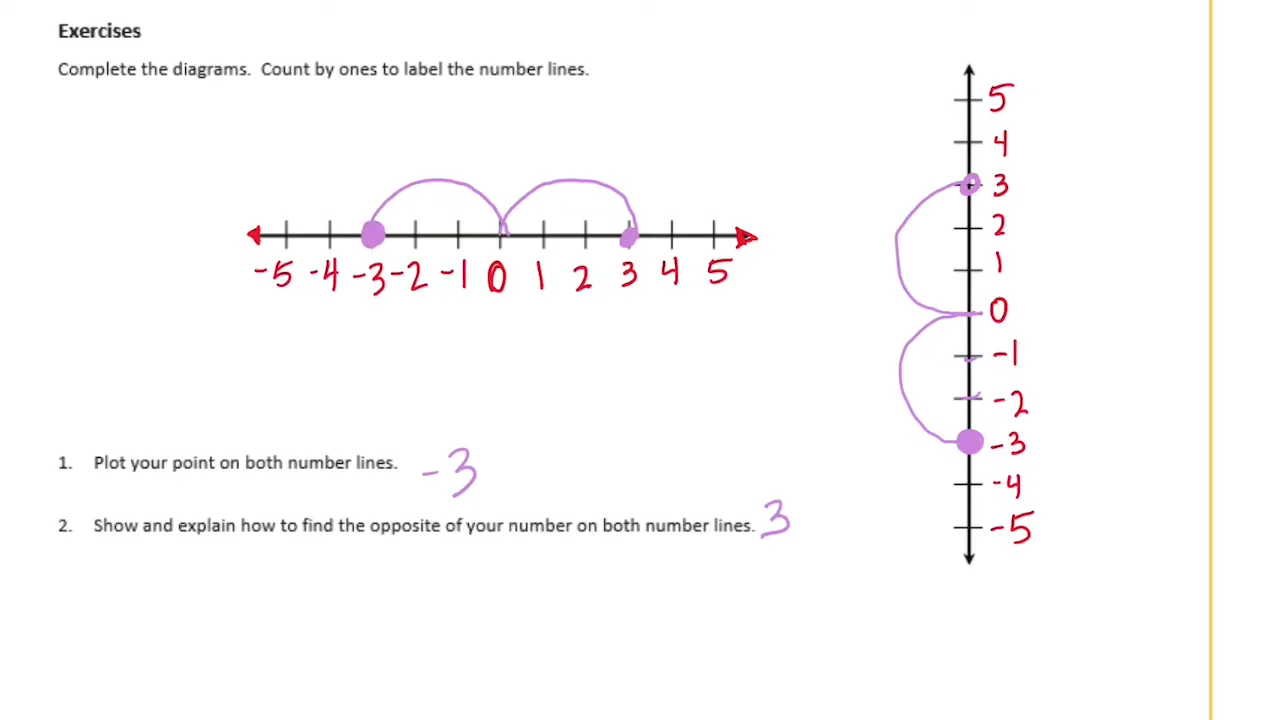 Exercises
Complete the diagrams. Count by ones to label the number lines.
-5 -4 -3 -2 -1 0 1 2 3 4 5
1. Plot your point on both number lines. -3
2. Show and explain how to find the opposite of your number on both number lines. 3
5
4
3
2
1
0
-1
-2
-3
-4
-5